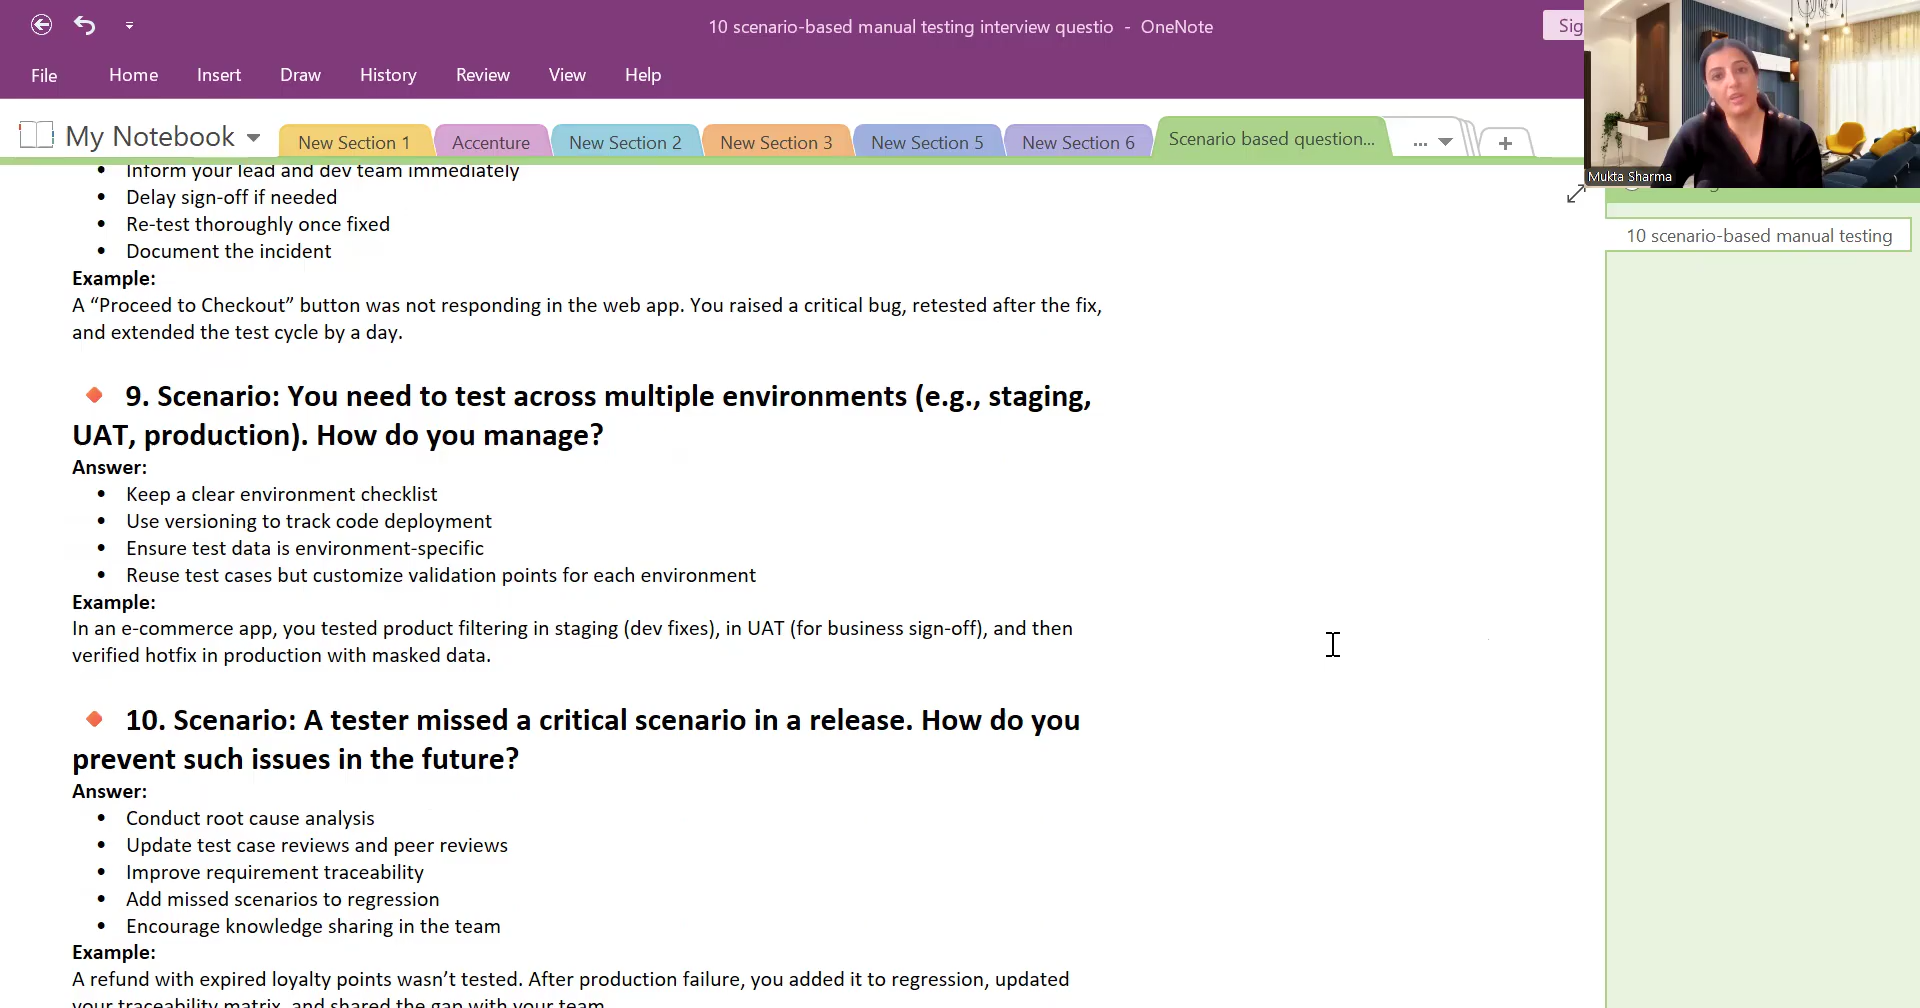 10 scenario-based manual testing interview questio - OneNote
Sig
File Home Insert Draw History Review View Help
Mukta Sharma
My Notebook
New Section 1 Accenture New Section 2 New Section 3 New Section 5 New Section 6 Scenario based question... ... +
10 scenario-based manual testing
• Inform your lead and dev team immediately
• Delay sign-off if needed
• Re-test thoroughly once fixed
• Document the incident
Example:
A “Proceed to Checkout” button was not responding in the web app. You raised a critical bug, retested after the fix,
and extended the test cycle by a day.
9. Scenario: You need to test across multiple environments (e.g., staging,
UAT, production). How do you manage?
Answer:
• Keep a clear environment checklist
• Use versioning to track code deployment
• Ensure test data is environment-specific
• Reuse test cases but customize validation points for each environment
Example:
In an e-commerce app, you tested product filtering in staging (dev fixes), in UAT (for business sign-off), and then
verified hotfix in production with masked data.
10. Scenario: A tester missed a critical scenario in a release. How do you
prevent such issues in the future?
Answer:
• Conduct root cause analysis
• Update test case reviews and peer reviews
• Improve requirement traceability
• Add missed scenarios to regression
• Encourage knowledge sharing in the team
Example:
A refund with expired loyalty points wasn’t tested. After production failure, you added it to regression, updated
your traceability matrix, and shared the gap with your team.